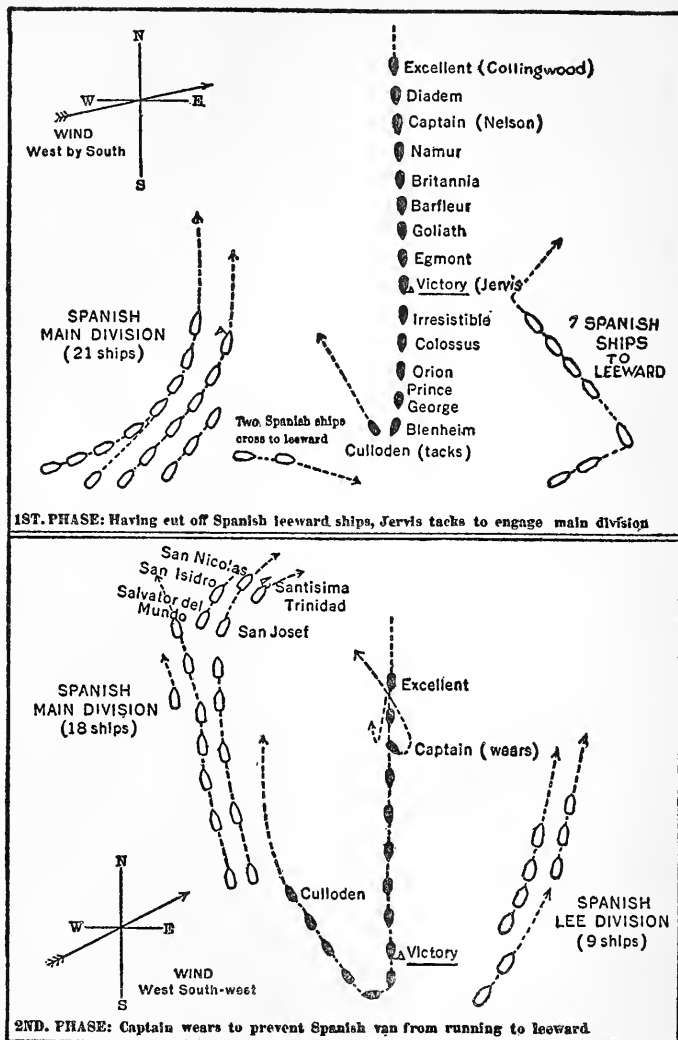 N
W E
S
WIND
West by South
Excellent (Collingwood)
Diadem
Captain (Nelson)
Namur
Britannia
Barfleur
Goliath
Egmont
Victory (Jervis
Irresistible
Colossus
Orion
Prince
George
Blenheim
Culloden (tacks)
SPANISH
MAIN DIVISION
(21 ships)
Two Spanish ships
cross to leeward
7 SPANISH
SHIPS
TO
LEEWARD
1ST. PHASE: Having cut off Spanish leeward ships, Jervis tacks to engage main division
San Nicolas
San Isidro
Salvator del
Mundo
Santisima
Trinidad
San Josef
SPANISH
MAIN DIVISION
(18 ships)
Excellent
Captain (wears)
Culloden
Victory
SPANISH
LEE DIVISION
(9 ships)
N
W E
S
WIND
West South-west
2ND. PHASE: Captain wears to prevent Spanish van from running to leeward